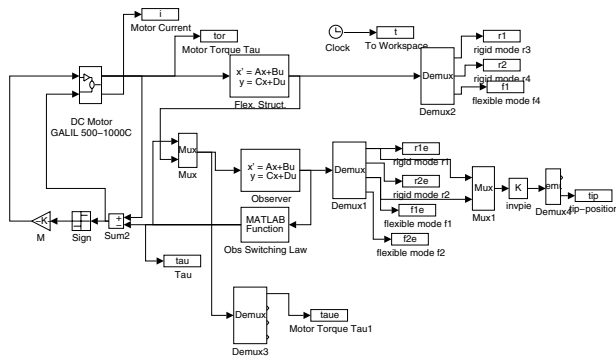 i
Motor Current
tor
Motor Torque Tau
Clock
t
To Workspace
r1
rigid mode r3
r2
rigid mode r4
f1
flexible mode f4
Demux
Demux2
x' = Ax+Bu
y = Cx+Du
Flex. Struct.
DC Motor
GALIL 500-1000C
Mux
Mux
x' = Ax+Bu
y = Cx+Du
Observer
Demux
Demux1
r1e
rigid mode r1
r2e
rigid mode r2
f1e
flexible mode f1
f2e
flexible mode f2
Mux
Mux1
K
invpie
emu
Demux4
tip
tip-position
-K-
M
Sign
+
−
Sum2
MATLAB
Function
Obs Switching Law
tau
Tau
Demux
Demux3
taue
Motor Torque Tau1